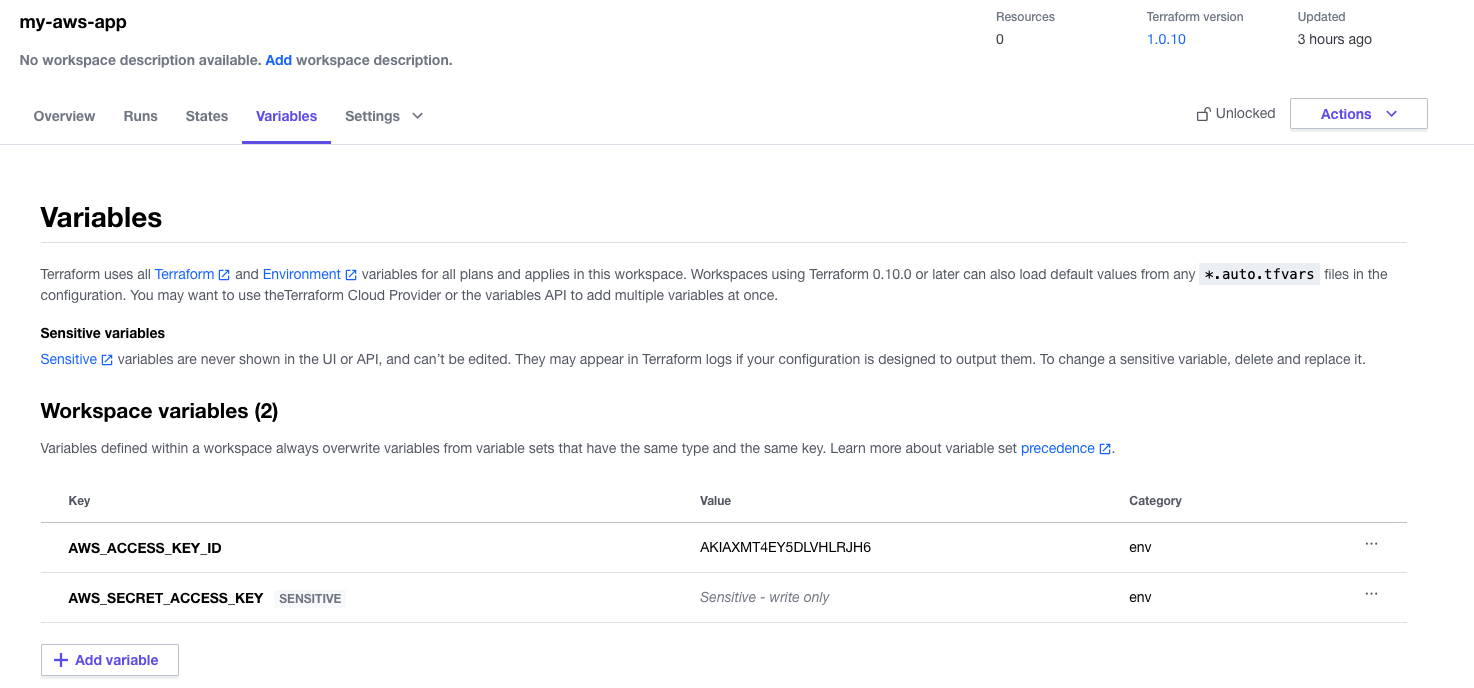 my-aws-app
Resources
Terraform version
Updated
0
1.0.10
3 hours ago
No workspace description available. Add workspace description.
Overview
Runs
States
Variables
Settings
Unlocked
Actions
Variables
Terraform uses all Terraform and Environment variables for all plans and applies in this workspace. Workspaces using Terraform 0.10.0 or later can also load default values from any *.auto.tfvars files in the
configuration. You may want to use theTerraform Cloud Provider or the variables API to add multiple variables at once.
Sensitive variables
Sensitive variables are never shown in the UI or API, and can’t be edited. They may appear in Terraform logs if your configuration is designed to output them. To change a sensitive variable, delete and replace it.
Workspace variables (2)
Variables defined within a workspace always overwrite variables from variable sets that have the same type and the same key. Learn more about variable set precedence .
Key
Value
Category
AWS_ACCESS_KEY_ID
AKIAXMT4EY5DLVHLRJH6
env
···
AWS_SECRET_ACCESS_KEY SENSITIVE
Sensitive - write only
env
···
+ Add variable